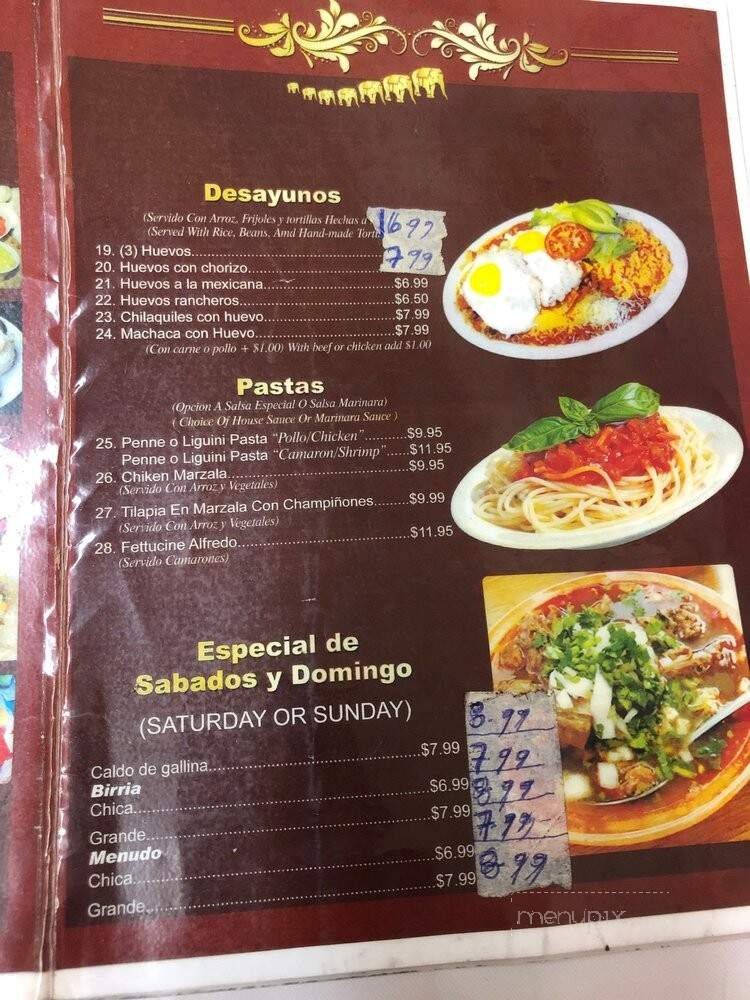 Desayunos
(Servido Con Arroz, Frijoles y tortillas Hechas a
(Served With Rice, Beans, Amd Hand-made
19. (3) Huevos.......................................
20. Huevos con chorizo........................... 7 99
21. Huevos a la mexicana...........................$6.99
22. Huevos rancheros................................$6.50
23. Chilaquiles con huevo..........................$7.99
24. Machaca con Huevo............................$7.99
(Con carne o pollo + $1.00) With beef or chicken add $1.00
Pastas
(Opcion A Salsa Especial O Salsa Marinara)
( Choice Of House Sauce Or Marinara Sauce )
25. Penne o Liguini Pasta "Pollo/Chicken".........$9.95
Penne o Liguini Pasta "Camaron/Shrimp".....$11.95
26. Chiken Marzala.....................................$9.95
(Servido Con Arroz y Vegetales)
27. Tilapia En Marzala Con Champiñones.......$9.99
(Servido Con Arroz y Vegetales)
28. Fettucine Alfredo...................................$11.95
(Servido Camarones)
Especial de
Sabados y Domingo
(SATURDAY OR SUNDAY)
Caldo de gallina...........................................$7.99 8.99
Birria
Chica............................................................$6.99 7 99
Grande.........................................................$7.99 8 99
Menudo
Chica............................................................$6.99 7.99
Grande.........................................................$7.99 8 99
menupix